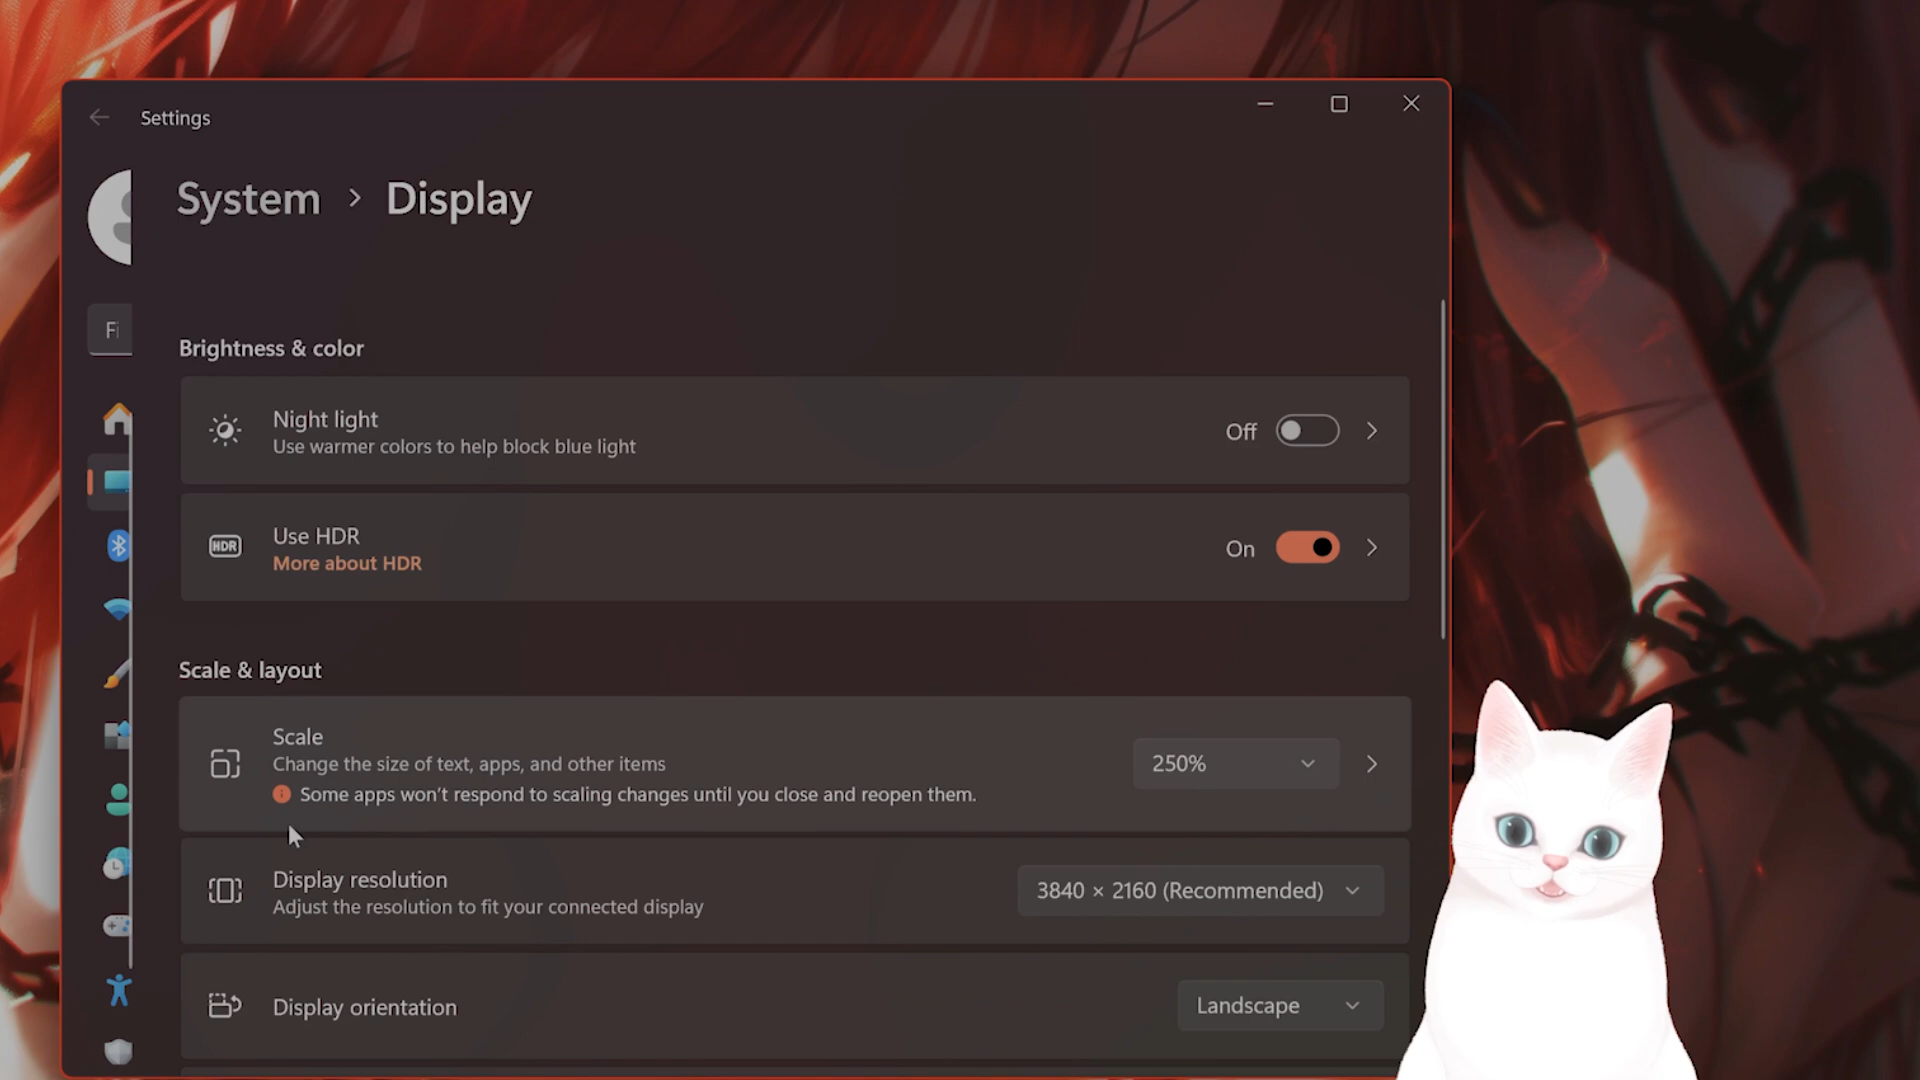 Settings
System > Display
Fi
Brightness & color
Night light
Use warmer colors to help block blue light
Off
HDR
Use HDR
More about HDR
On
Scale & layout
Scale
Change the size of text, apps, and other items
Some apps won't respond to scaling changes until you close and reopen them.
250%
Display resolution
Adjust the resolution to fit your connected display
3840 × 2160 (Recommended)
Display orientation
Landscape